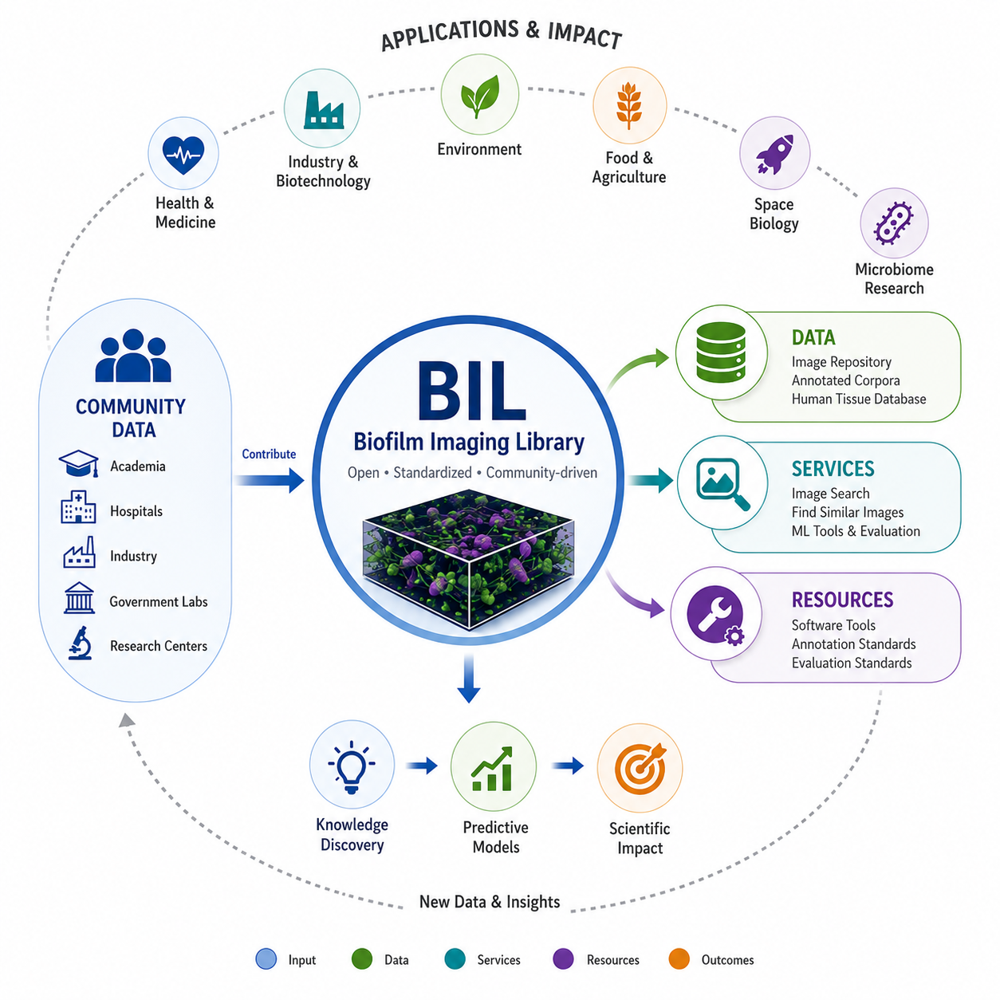 APPLICATIONS & IMPACT
Health &
Medicine
Industry &
Biotechnology
Environment
Food &
Agriculture
Space
Biology
Microbiome
Research
COMMUNITY
DATA
Academia
Hospitals
Industry
Government Labs
Research Centers
Contribute
BIL
Biofilm Imaging Library
Open • Standardized • Community-driven
DATA
Image Repository
Annotated Corpora
Human Tissue Database
SERVICES
Image Search
Find Similar Images
ML Tools & Evaluation
RESOURCES
Software Tools
Annotation Standards
Evaluation Standards
Knowledge
Discovery
Predictive
Models
Scientific
Impact
New Data & Insights
Input
Data
Services
Resources
Outcomes